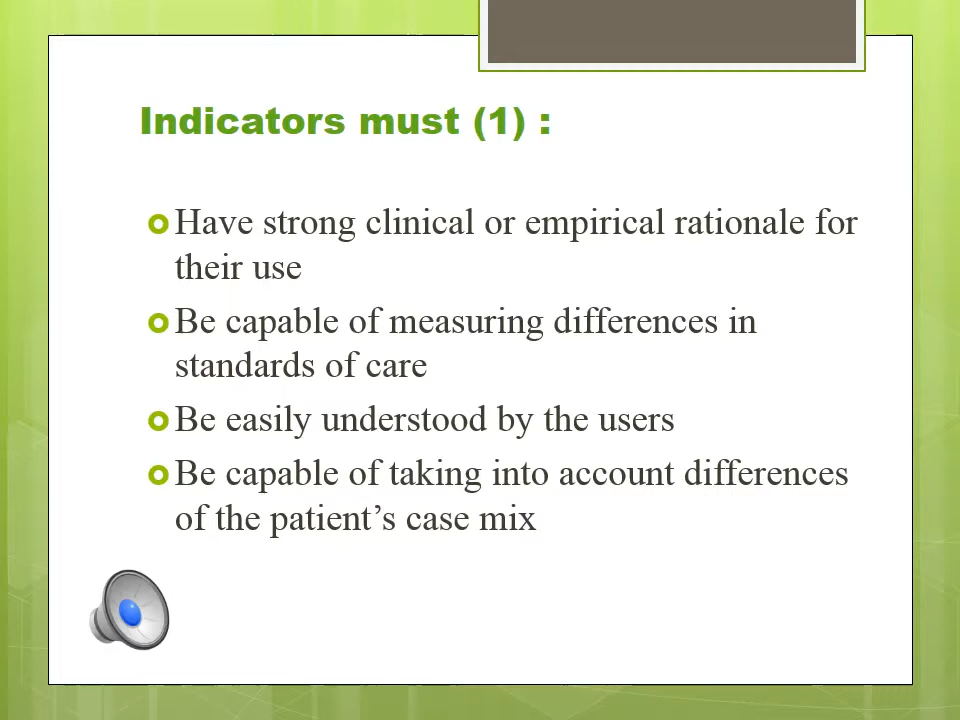 Indicators must (1) :
Have strong clinical or empirical rationale for
their use
Be capable of measuring differences in
standards of care
Be easily understood by the users
Be capable of taking into account differences
of the patient’s case mix